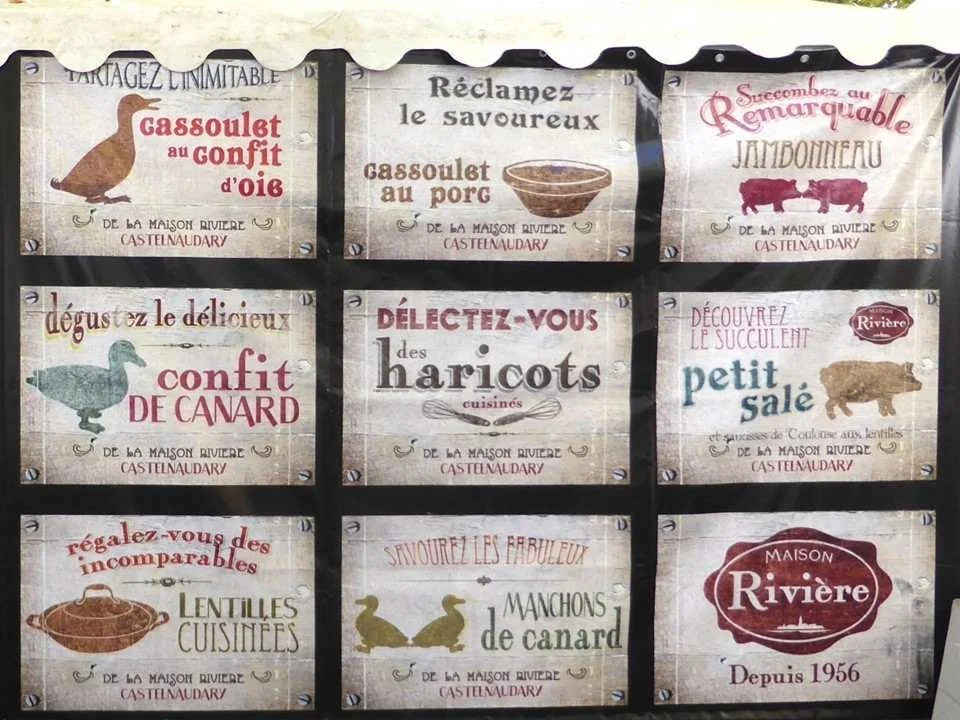 PARTAGEZ L'INIMITABLE
cassoulet
au confit
d'oie
DE LA MAISON RIVIERE
CASTELNAUDARY
Réclamez
le savoureux
cassoulet
au porc
DE LA MAISON RIVIERE
CASTELNAUDARY
Succombez au
Remarquable
JAMBONNEAU
DE LA MAISON RIVIERE
CASTELNAUDARY
dégustez le délicieux
confit
DE CANARD
DE LA MAISON RIVIERE
CASTELNAUDARY
DÉLECTEZ-VOUS
des
haricots
cuisinés
DE LA MAISON RIVIERE
CASTELNAUDARY
DÉCOUVREZ
LE SUCCULENT
MAISON
Rivière
petit
salé
et saucisses de Toulouse aux lentilles
DE LA MAISON RIVIERE
CASTELNAUDARY
régalez-vous des
incomparables
LENTILLES
CUISINÉES
DE LA MAISON RIVIERE
CASTELNAUDARY
SAVOUREZ LES FABULEUX
MANCHONS
de canard
DE LA MAISON RIVIERE
CASTELNAUDARY
MAISON
Rivière
Depuis 1956